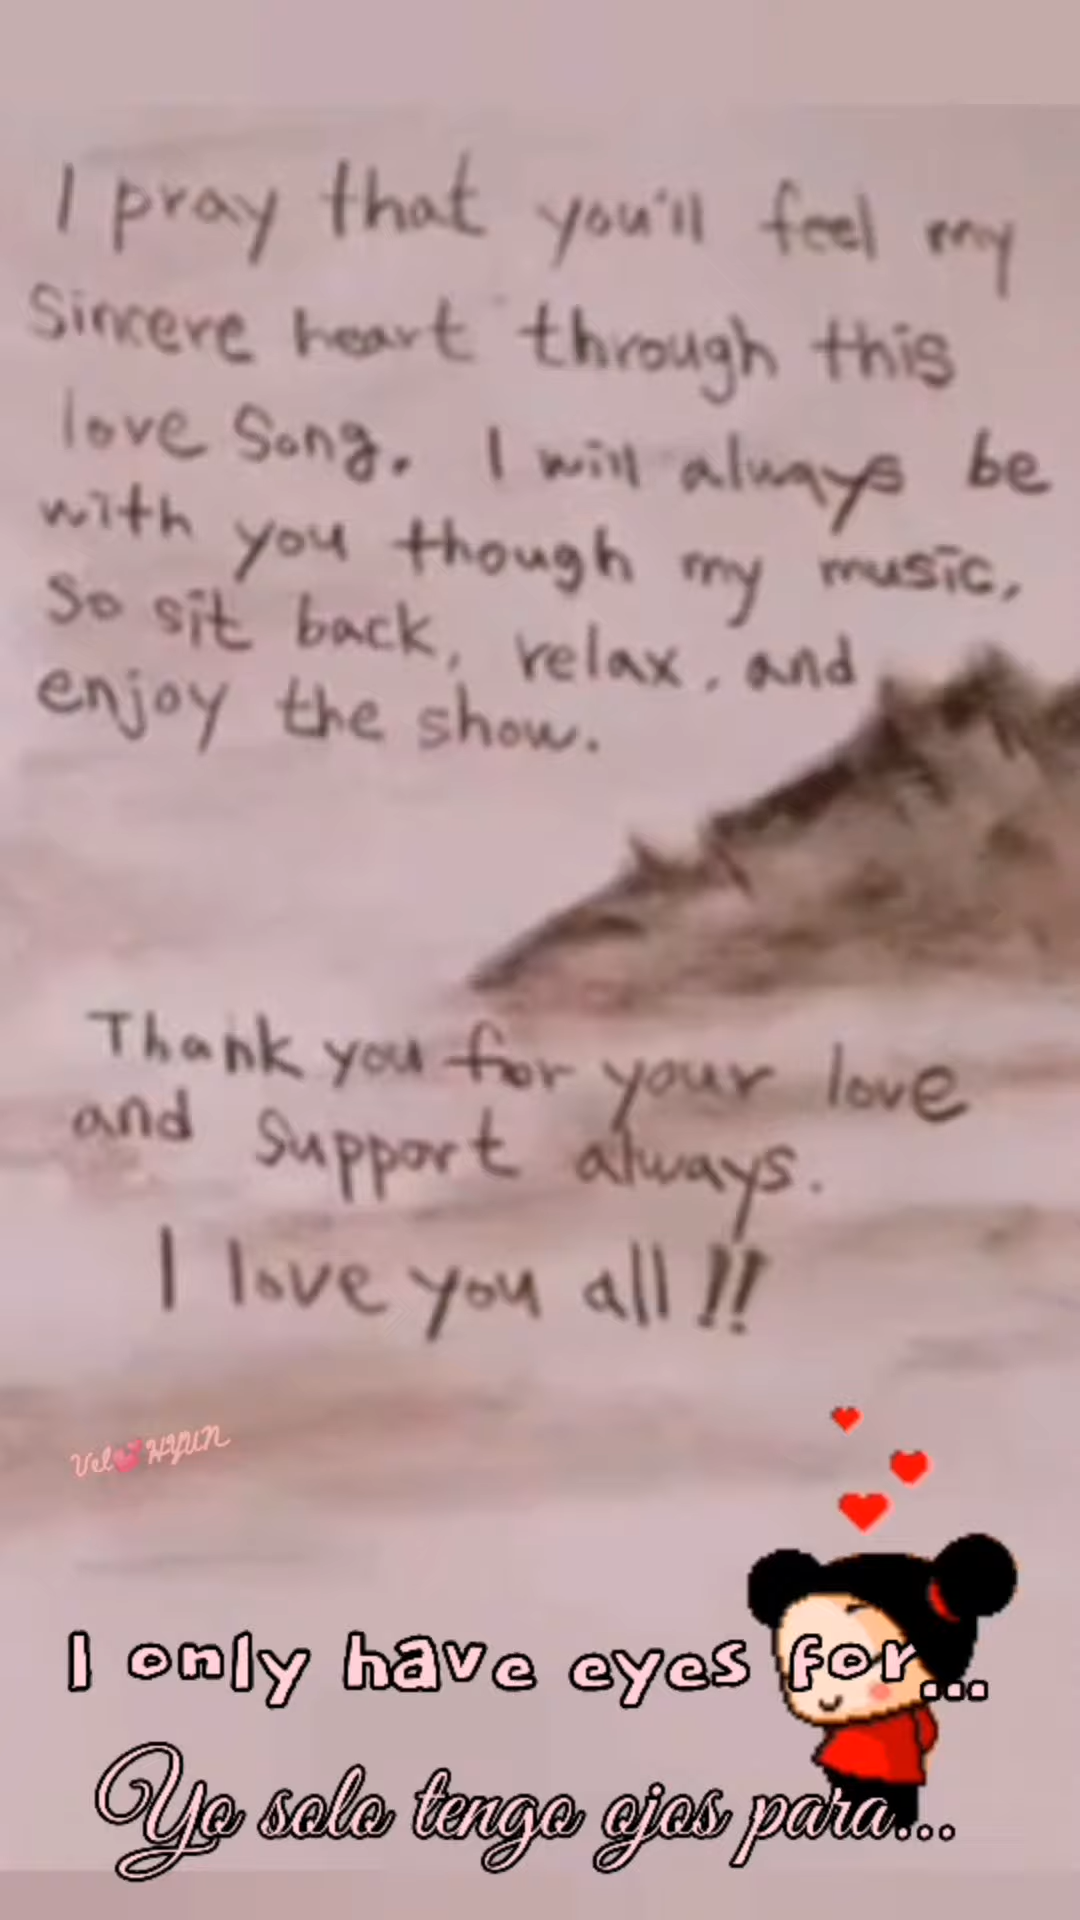 I pray that you'll feel my
sincere heart through this
love song. I will always be
with you though my music,
So sit back, relax, and
enjoy the show.
Thank you for your love
and support always.
I love you all!!
Vel💕HYUN
I only have eyes for...
Yo solo tengo ojos para...